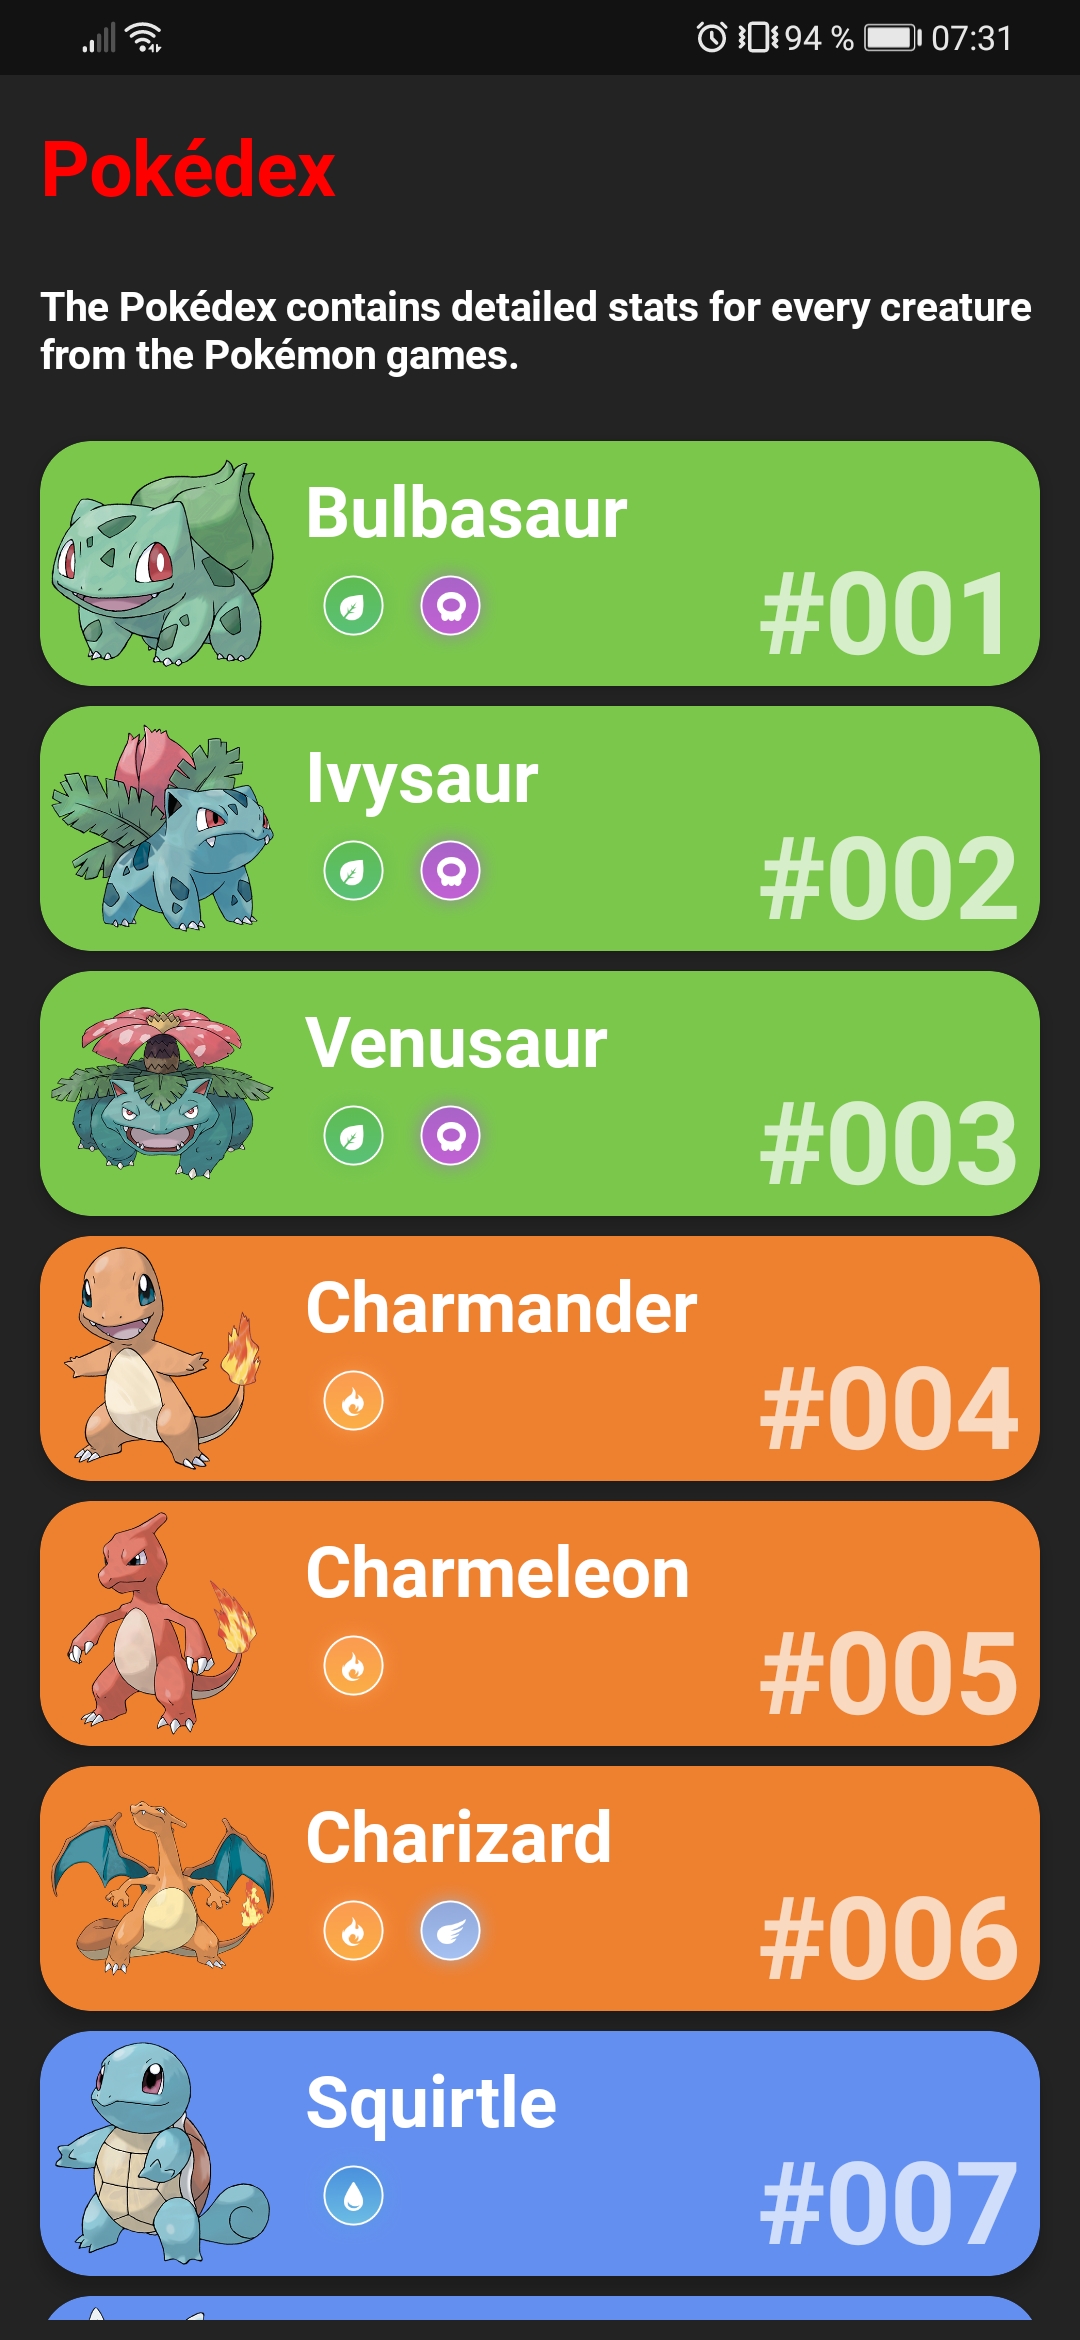 94 % 07:31
Pokédex
The Pokédex contains detailed stats for every creature
from the Pokémon games.
Bulbasaur
#001
Ivysaur
#002
Venusaur
#003
Charmander
#004
Charmeleon
#005
Charizard
#006
Squirtle
#007